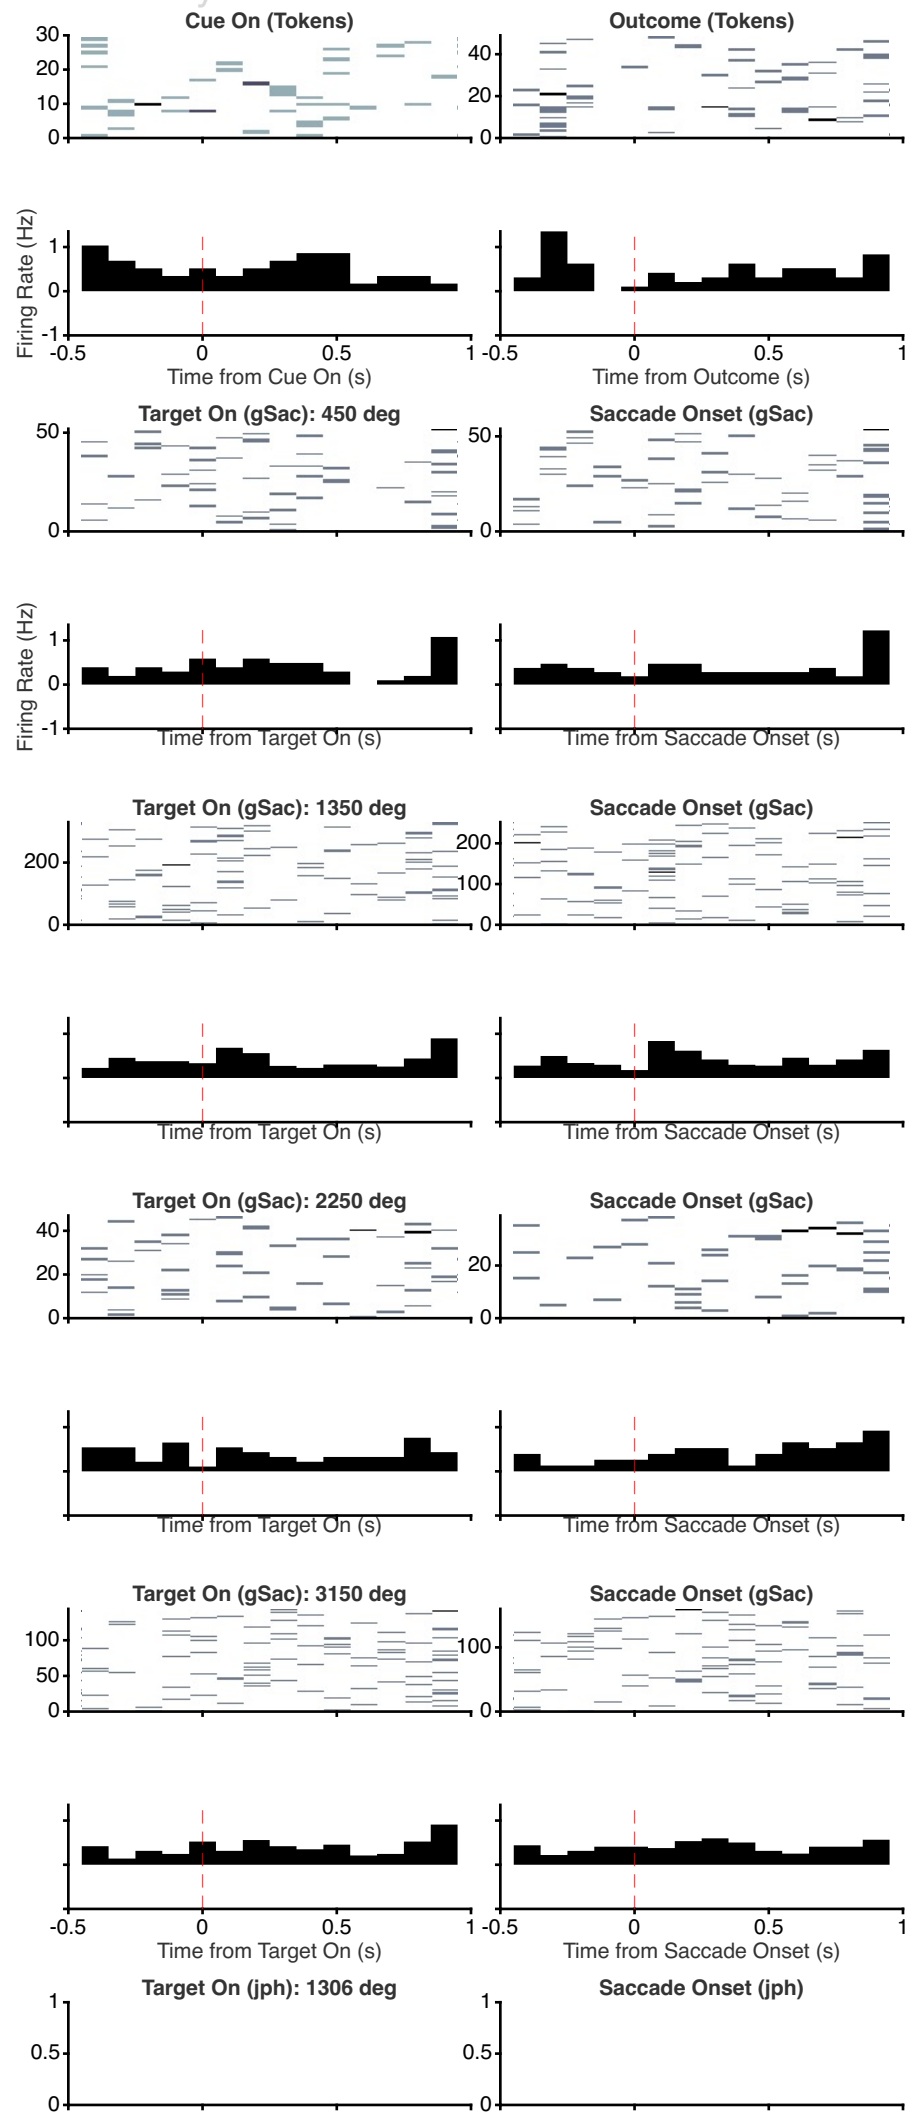 Cue On (Tokens)
Outcome (Tokens)
30
20
10
0
40
20
0
Firing Rate (Hz)
1
0
-1
-0.5
0
0.5
1
-0.5
0
0.5
1
Time from Cue On (s)
Time from Outcome (s)
Target On (gSac): 450 deg
Saccade Onset (gSac)
50
0
50
0
Firing Rate (Hz)
1
0
-1
Time from Target On (s)
Time from Saccade Onset (s)
Target On (gSac): 1350 deg
Saccade Onset (gSac)
200
0
200
100
0
Time from Target On (s)
Time from Saccade Onset (s)
Target On (gSac): 2250 deg
Saccade Onset (gSac)
40
20
0
20
0
Time from Target On (s)
Time from Saccade Onset (s)
Target On (gSac): 3150 deg
Saccade Onset (gSac)
100
50
0
100
0
-0.5
0
0.5
1
-0.5
0
0.5
1
Time from Target On (s)
Time from Saccade Onset (s)
Target On (jph): 1306 deg
Saccade Onset (jph)
1
0.5
0
1
0.5
0